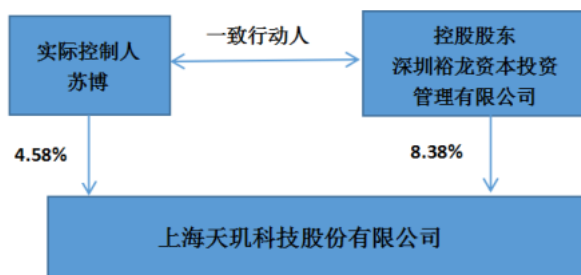 实际控制人
苏博
一致行动人
控股股东
深圳裕龙资本投资
管理有限公司
4.58%
8.38%
上海天玑科技股份有限公司